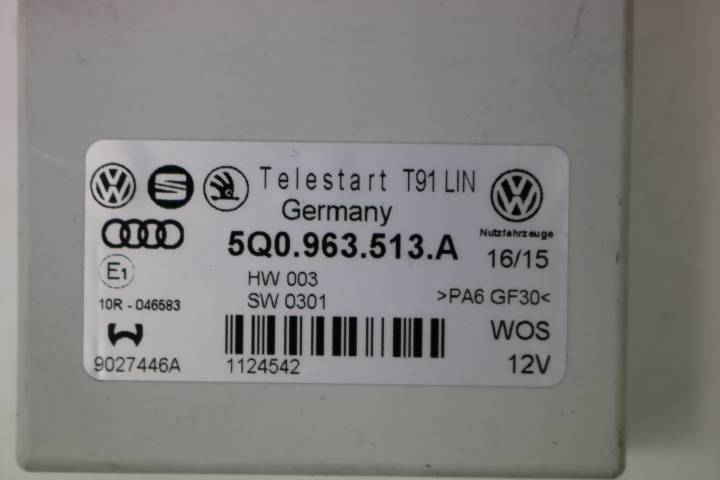 Telestart T91 LIN
Germany
Nutzfahrzeuge
5Q0.963.513.A
16/15
E1
HW 003
10R - 046583
SW 0301
>PA6 GF30<
WOS
9027446A
1124542
12V